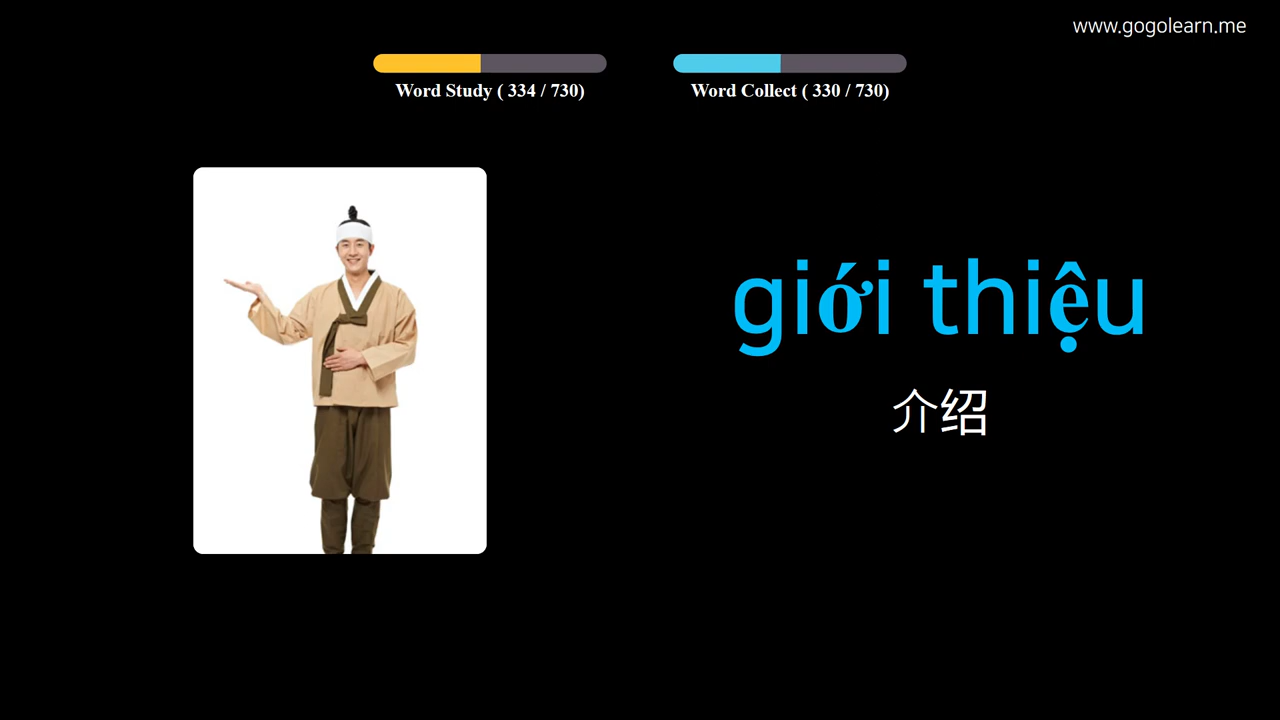 www.gogolearn.me
Word Study ( 334 / 730)
Word Collect ( 330 / 730)
giới thiệu
介绍